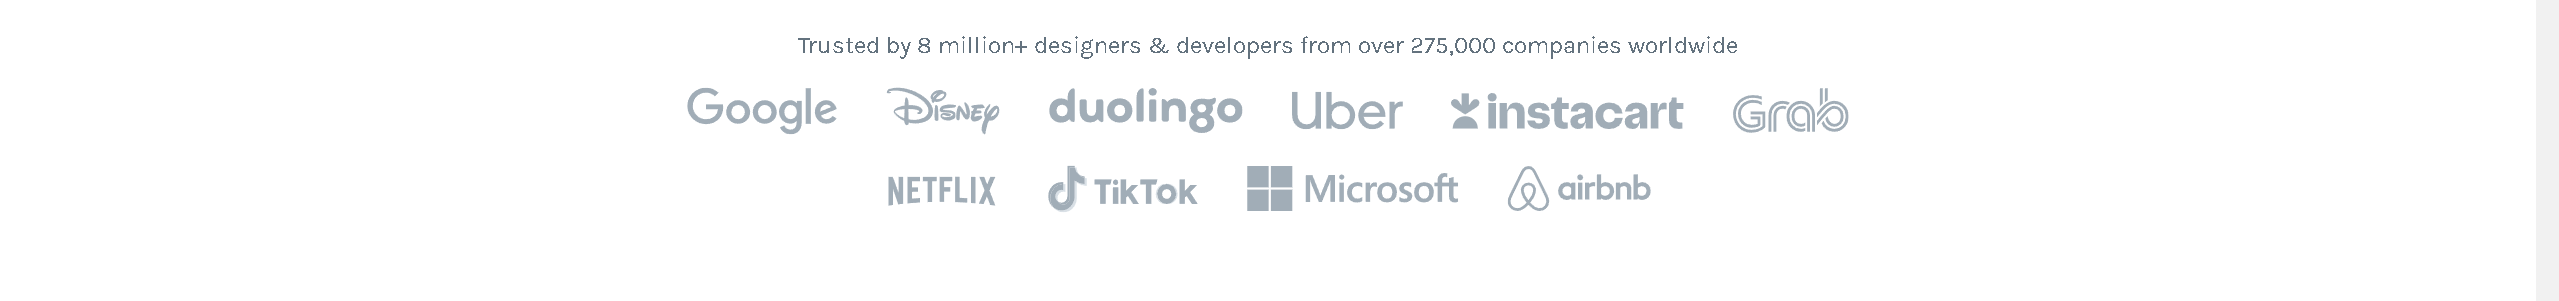 Trusted by 8 million+ designers & developers from over 275,000 companies worldwide
Google Disney duolingo Uber instacart Grab
NETFLIX TikTok Microsoft airbnb